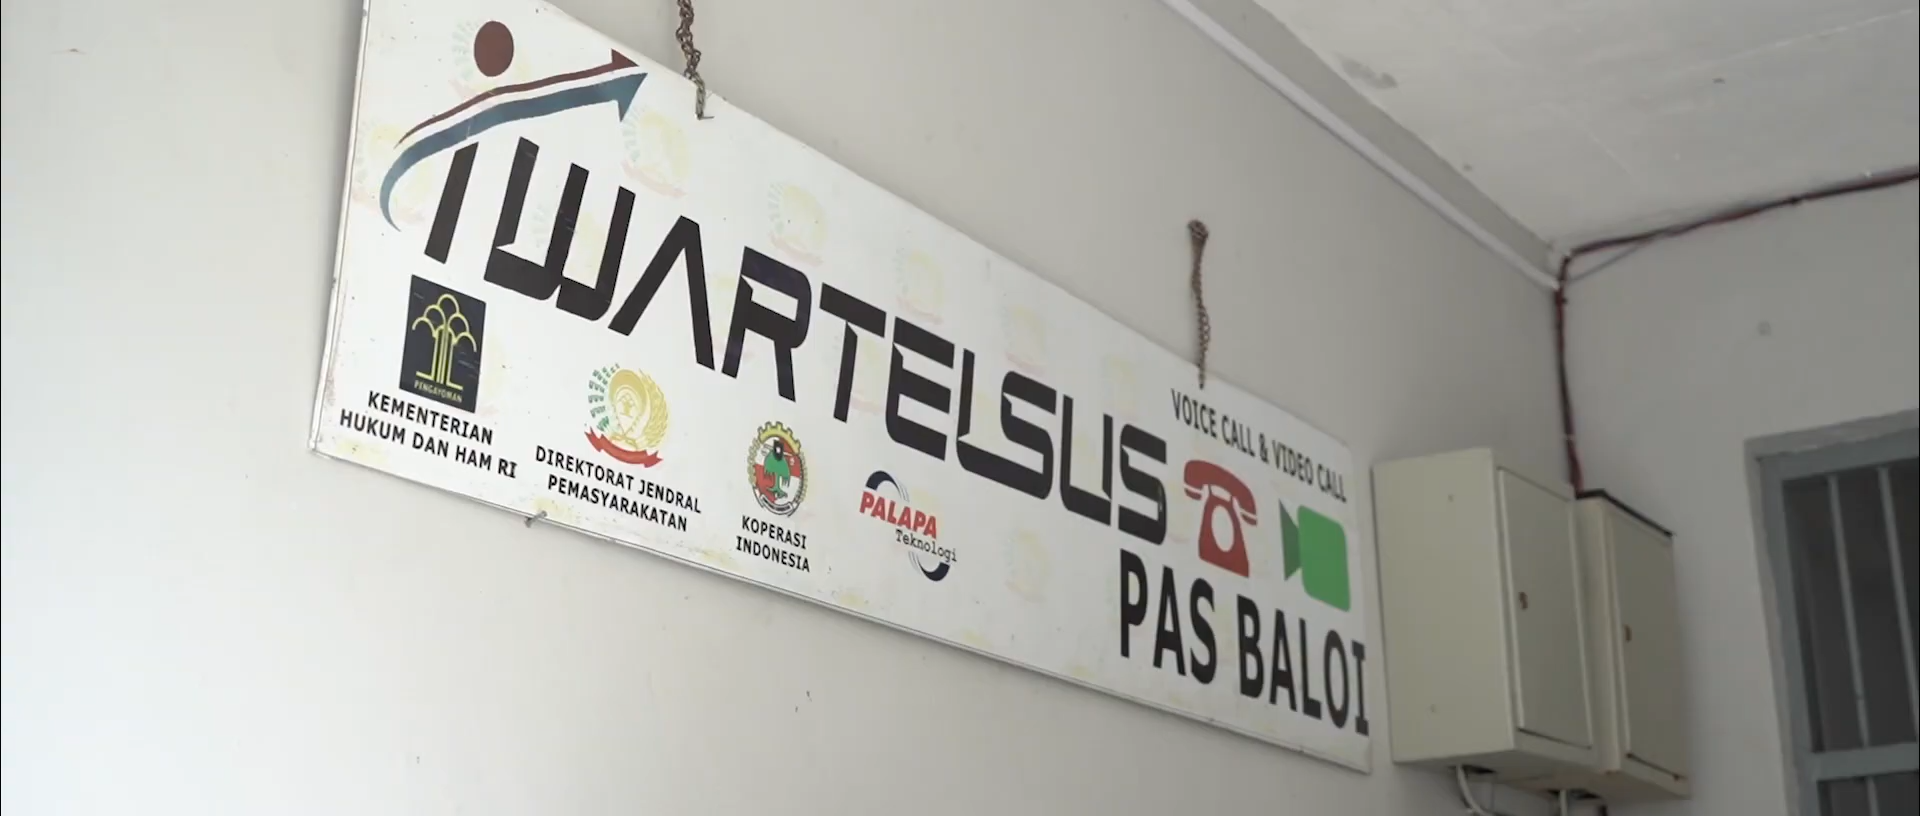 IWARTELSUS
VOICE CALL & VIDEO CALL
PENGAYOMAN
KEMENTERIAN
HUKUM DAN HAM RI
DIREKTORAT JENDRAL
PEMASYARAKATAN
KOPERASI
INDONESIA
PALAPA
Teknologi
PAS BALOI